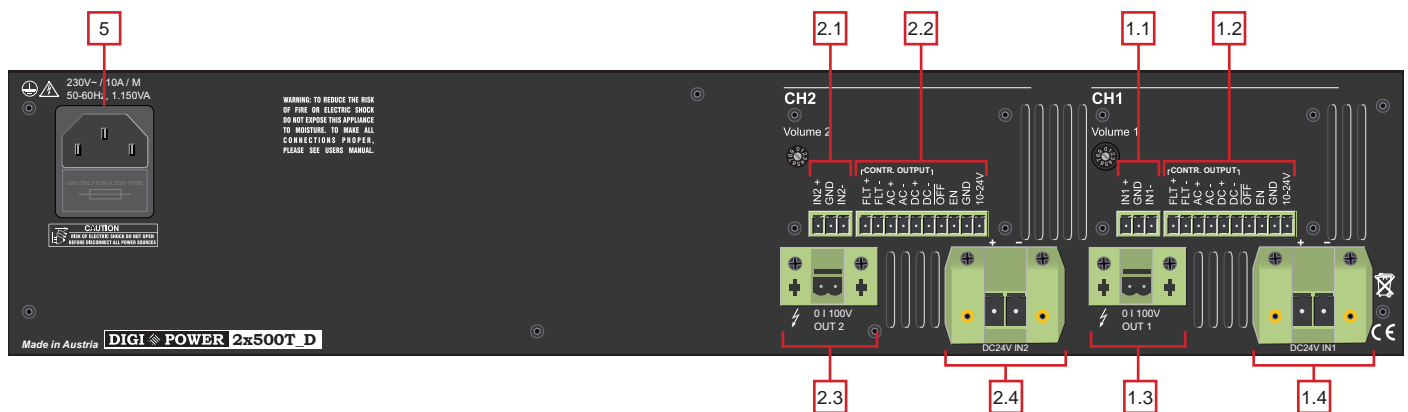 5
2.1
2.2
1.1
1.2
230V~ / 10A / M
50-60Hz, 1.150VA
WARNING: TO REDUCE THE RISK
OF FIRE OR ELECTRIC SHOCK
DO NOT EXPOSE THIS APPLIANCE
TO MOISTURE. TO MAKE ALL
CONNECTIONS PROPER,
PLEASE SEE USERS MANUAL.
USE ONLY FOR A 250V FUSE
CAUTION
RISK OF ELECTRIC SHOCK DO NOT OPEN
BEFORE DISCONNECT ALL POWER SOURCES
CH2
Volume 2
CONTR. OUTPUT
IN2 +
GND
IN2-
FLT +
FLT -
AC +
AC -
DC +
DC -
OFF
EN
GND
10-24V
+ −
0 I 100V
OUT 2
DC24V IN2
CH1
Volume 1
CONTR. OUTPUT
IN1 +
GND
IN1-
FLT +
FLT -
AC +
AC -
DC +
DC -
OFF
EN
GND
10-24V
+ −
0 I 100V
OUT 1
DC24V IN1
CE
Made in Austria DIGI POWER 2x500T_D
2.3
2.4
1.3
1.4